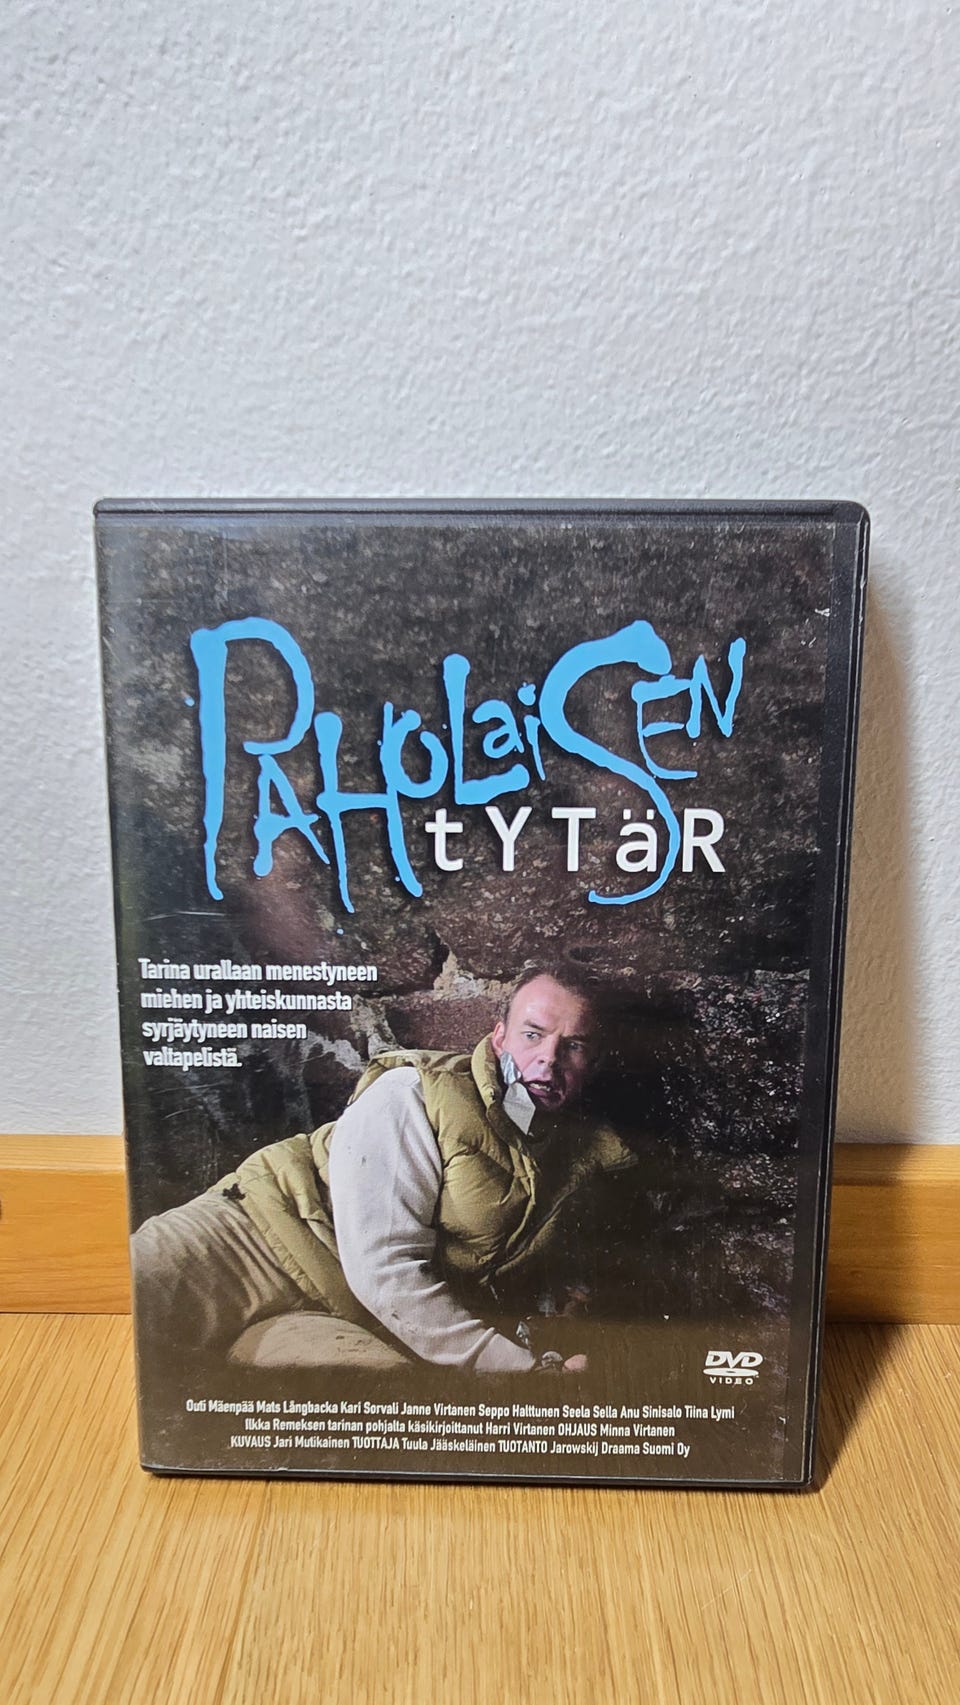 PAHOLaiSEN
tYTäR
Tarina urallaan menestyneen
miehen ja yhteiskunnasta
syrjäytyneen naisen
valtapelistä.
DVD
VIDEO
Outi Mäenpää Mats Långbacka Kari Sorvali Janne Virtanen Seppo Halttunen Seela Sella Anu Sinisalo Tiina Lymi
Ilkka Remeksen tarinan pohjalta käsikirjoittanut Harri Virtanen OHJAUS Minna Virtanen
KUVAUS Jari Mutikainen TUOTTAJA Tuula Jääskeläinen TUOTANTO Jarowskij Draama Suomi Oy